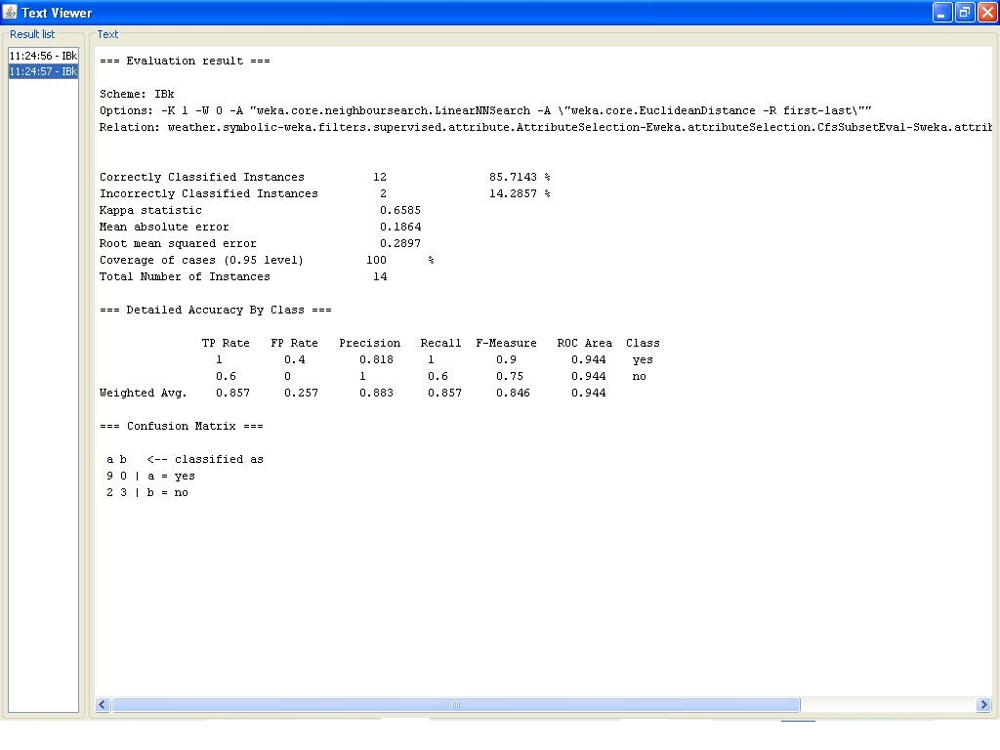 Text Viewer
Result list
11:24:56 - IBk
11:24:57 - IBk
Text
=== Evaluation result ===
Scheme: IBk
Options: -K 1 -W 0 -A "weka.core.neighboursearch.LinearNNSearch -A \"weka.core.EuclideanDistance -R first-last\""
Relation: weather.symbolic-weka.filters.supervised.attribute.AttributeSelection-Eweka.attributeSelection.CfsSubsetEval-Sweka.attrib
Correctly Classified Instances 12 85.7143 %
Incorrectly Classified Instances 2 14.2857 %
Kappa statistic 0.6585
Mean absolute error 0.1864
Root mean squared error 0.2897
Coverage of cases (0.95 level) 100 %
Total Number of Instances 14
=== Detailed Accuracy By Class ===
TP Rate FP Rate Precision Recall F-Measure ROC Area Class
1 0.4 0.818 1 0.9 0.944 yes
0.6 0 1 0.6 0.75 0.944 no
Weighted Avg. 0.857 0.257 0.883 0.857 0.846 0.944
=== Confusion Matrix ===
a b <-- classified as
9 0 | a = yes
2 3 | b = no